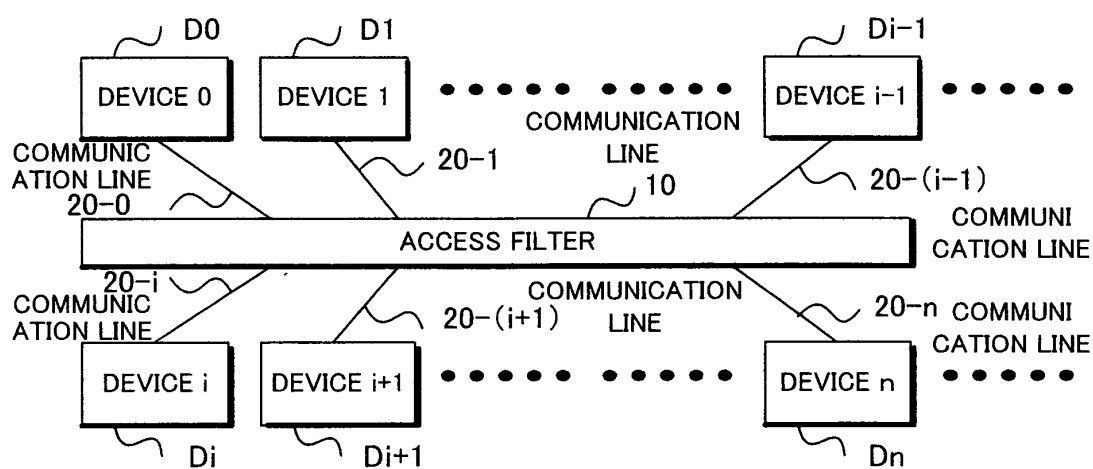 D0
D1
Di-1
DEVICE 0
DEVICE 1
DEVICE i-1
COMMUNICATION
LINE
COMMUNIC
ATION LINE
20-0
20-1
10
20-(i-1)
ACCESS FILTER
COMMUNI
CATION LINE
20-i
COMMUNIC
ATION LINE
20-(i+1)
COMMUNICATION
LINE
20-n
COMMUNI
CATION LINE
DEVICE i
DEVICE i+1
DEVICE n
Di
Di+1
Dn